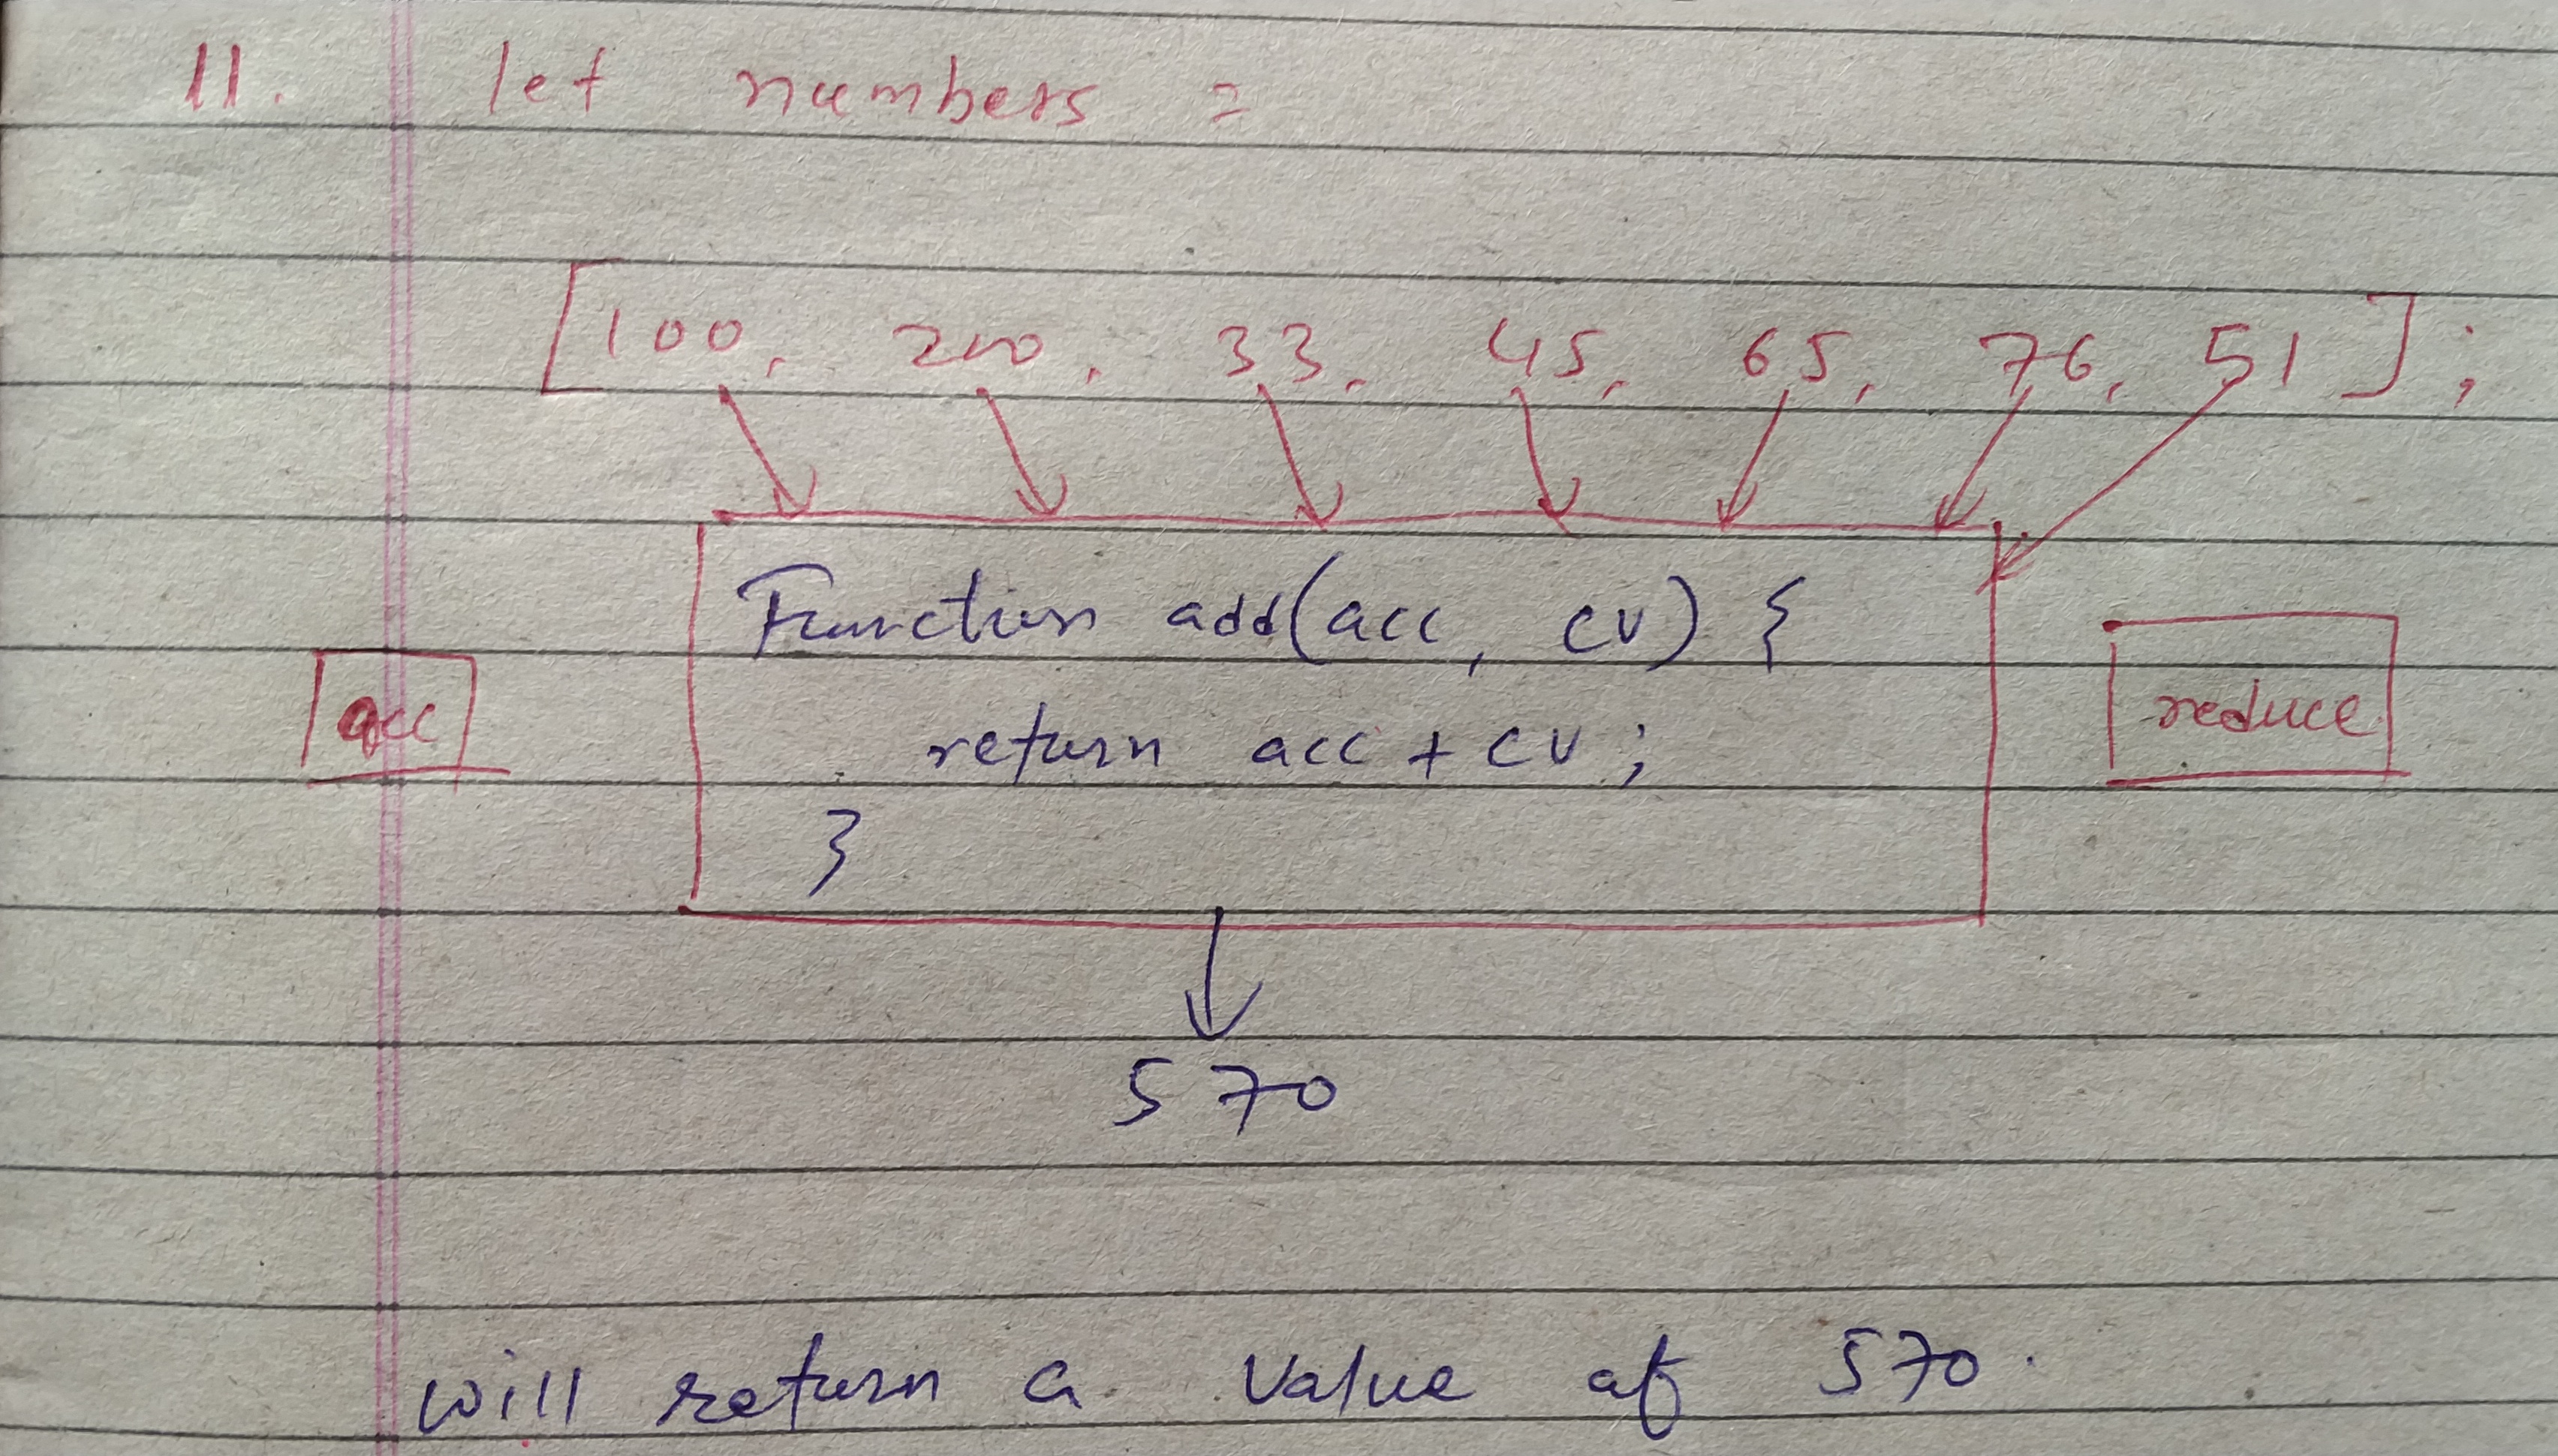 11. let numbers =
[100, 200, 33, 45, 65, 76, 51];
Function add(acc, cv) {
acc
return acc + cv;
reduce
}
570
will return a value of 570.